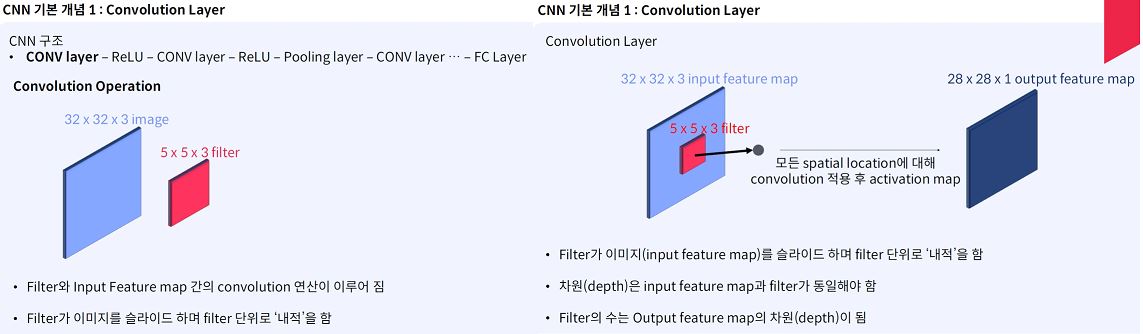 CNN 기본 개념 1 : Convolution Layer
CNN 구조
• CONV layer – ReLU – CONV layer – ReLU – Pooling layer – CONV layer ⋯ – FC Layer
Convolution Operation
32 x 32 x 3 image
5 x 5 x 3 filter
• Filter와 Input Feature map 간의 convolution 연산이 이루어 짐
• Filter가 이미지를 슬라이드 하며 filter 단위로 ‘내적’을 함
CNN 기본 개념 1 : Convolution Layer
Convolution Layer
32 x 32 x 3 input feature map
28 x 28 x 1 output feature map
5 x 5 x 3 filter
모든 spatial location에 대해
convolution 적용 후 activation map
• Filter가 이미지(input feature map)를 슬라이드 하며 filter 단위로 ‘내적’을 함
• 차원(depth)은 input feature map과 filter가 동일해야 함
• Filter의 수는 Output feature map의 차원(depth)이 됨